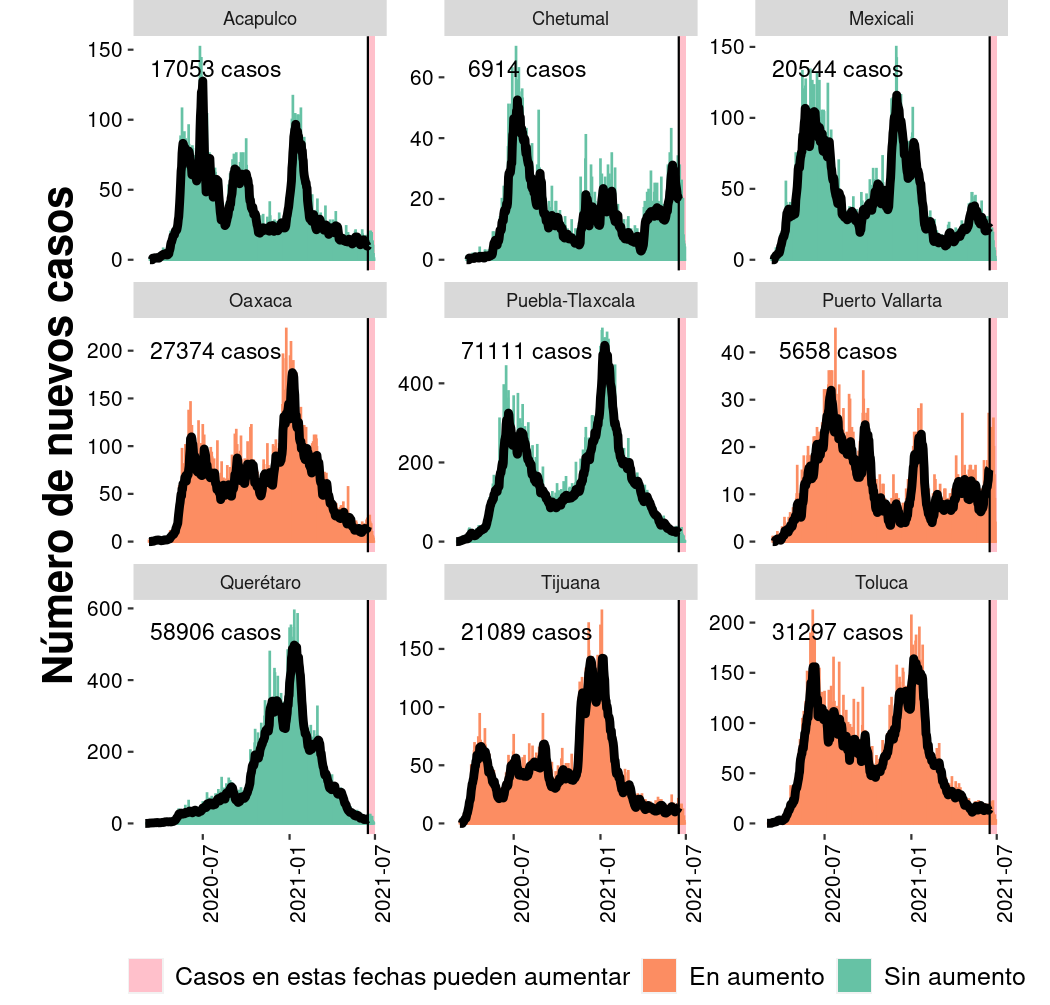 Número de nuevos casos
Acapulco
Chetumal
Mexicali
150
100
50
0
17053 casos
60
40
20
0
6914 casos
150
100
50
0
20544 casos
Oaxaca
Puebla-Tlaxcala
Puerto Vallarta
200
150
100
50
0
27374 casos
400
200
0
71111 casos
40
30
20
10
0
5658 casos
Querétaro
Tijuana
Toluca
600
400
200
0
58906 casos
150
100
50
0
21089 casos
200
150
100
50
0
31297 casos
2020-07
2021-01
2021-07
2020-07
2021-01
2021-07
2020-07
2021-01
2021-07
Casos en estas fechas pueden aumentar
En aumento
Sin aumento